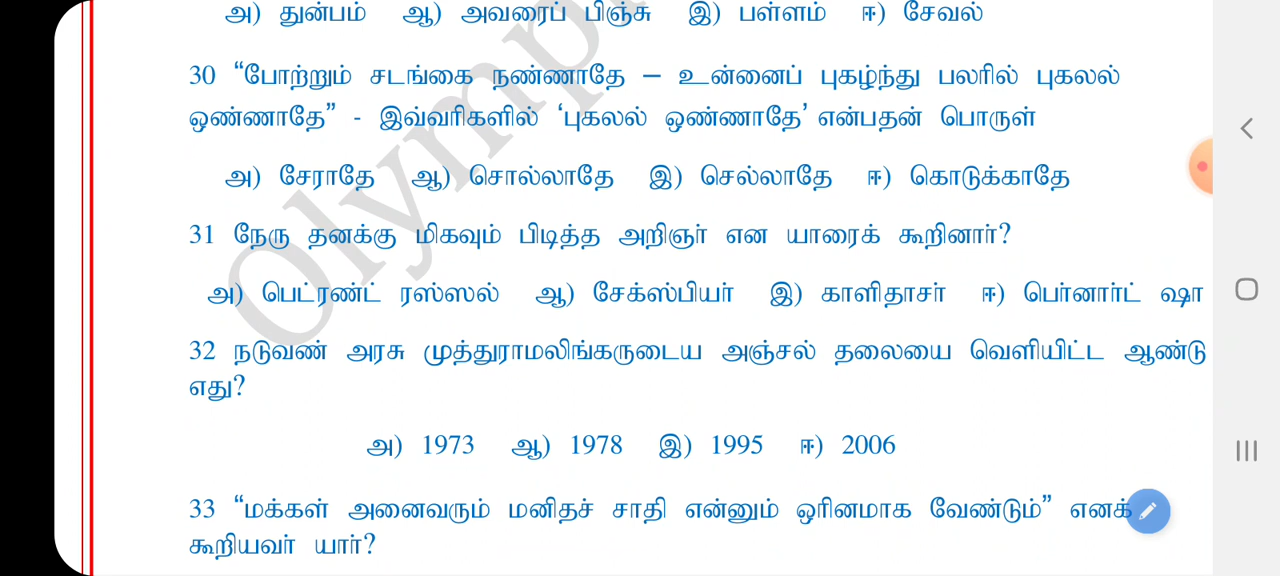 அ) துன்பம் ஆ) அவரைப் பிஞ்சு இ) பள்ளம் ஈ) சேவல்
30 “போற்றும் சடங்கை நண்ணாதே – உன்னைப் புகழ்ந்து பலரில் புகலல்
ஒண்ணாதே” - இவ்வரிகளில் ‘புகலல் ஒண்ணாதே’ என்பதன் பொருள்
அ) சேராதே ஆ) சொல்லாதே இ) செல்லாதே ஈ) கொடுக்காதே
31 நேரு தனக்கு மிகவும் பிடித்த அறிஞர் என யாரைக் கூறினார்?
அ) பெட்ரண்ட் ரஸ்ஸல் ஆ) சேக்ஸ்பியர் இ) காளிதாசர் ஈ) பெர்னார்ட் ஷா
32 நடுவண் அரசு முத்துராமலிங்கருடைய அஞ்சல் தலையை வெளியிட்ட ஆண்டு
எது?
அ) 1973 ஆ) 1978 இ) 1995 ஈ) 2006
33 “மக்கள் அனைவரும் மனிதச் சாதி என்னும் ஓரினமாக வேண்டும்” எனக்
கூறியவர் யார்?